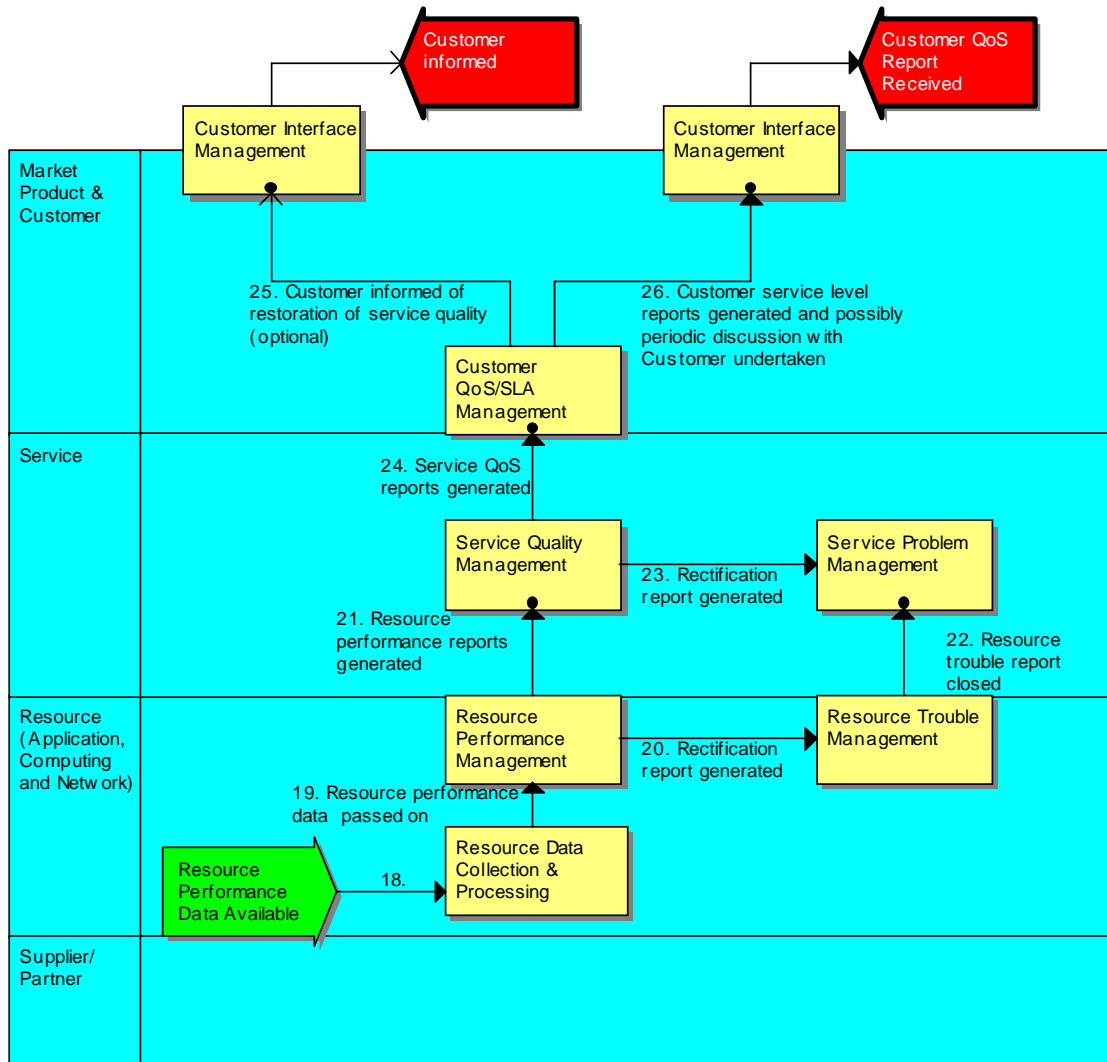 Customer
informed
Customer QoS
Report
Received
Customer Interface
Management
Customer Interface
Management
Market
Product &
Customer
25. Customer informed of
restoration of service quality
(optional)
26. Customer service level
reports generated and possibly
periodic discussion with
Customer undertaken
Customer
QoS/SLA
Management
Service
24. Service QoS
reports generated
Service Quality
Management
Service Problem
Management
23. Rectification
report generated
21. Resource
performance reports
generated
22. Resource
trouble report
closed
Resource
(Application,
Computing
and Network)
Resource
Performance
Management
Resource Trouble
Management
20. Rectification
report generated
19. Resource performance
data passed on
Resource Data
Collection &
Processing
Resource
Performance
Data Available
18.
Supplier/
Partner